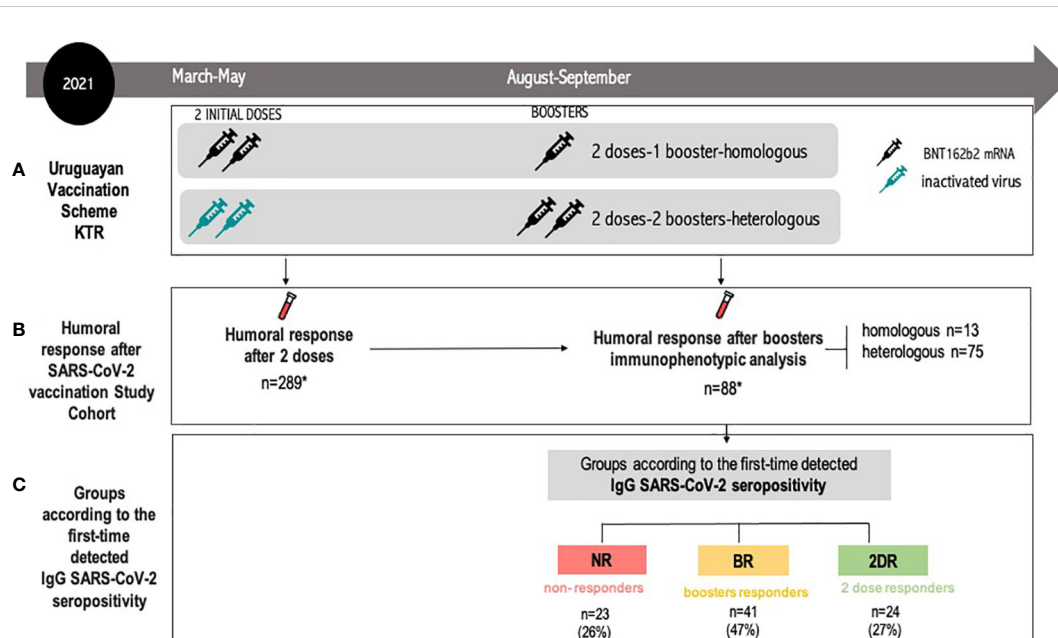 2021
March-May
August-September
2 INITIAL DOSES
BOOSTERS
A
Uruguayan
Vaccination
Scheme
KTR
2 doses-1 booster-homologous
2 doses-2 boosters-heterologous
BNT162b2 mRNA
inactivated virus
B
Humoral
response after
SARS-CoV-2
vaccination Study
Cohort
Humoral response
after 2 doses
n=289*
Humoral response after boosters
immunophenotypic analysis
n=88*
homologous n=13
heterologous n=75
C
Groups
according to the
first-time
detected
IgG SARS-CoV-2
seropositivity
Groups according to the first-time detected
IgG SARS-CoV-2 seropositivity
NR
non- responders
n=23
(26%)
BR
boosters responders
n=41
(47%)
2DR
2 dose responders
n=24
(27%)